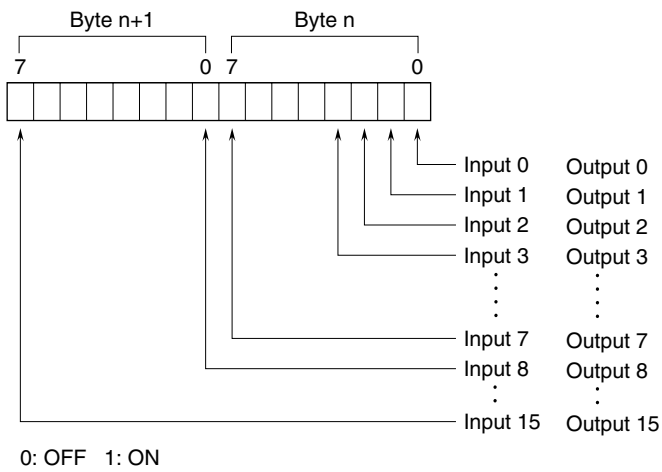 Byte n+1 Byte n
7 0 7 0
Input 0 Output 0
Input 1 Output 1
Input 2 Output 2
Input 3 Output 3
Input 7 Output 7
Input 8 Output 8
Input 15 Output 15
0: OFF 1: ON